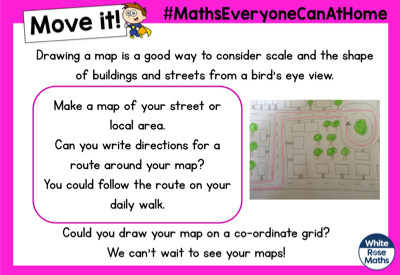 Move it!
#MathsEveryoneCanAtHome
Drawing a map is a good way to consider scale and the shape
of buildings and streets from a bird's eye view.
Make a map of your street or
local area.
Can you write directions for a
route around your map?
You could follow the route on your
daily walk.
Could you draw your map on a co-ordinate grid?
We can't wait to see your maps!
White
Rose
Maths